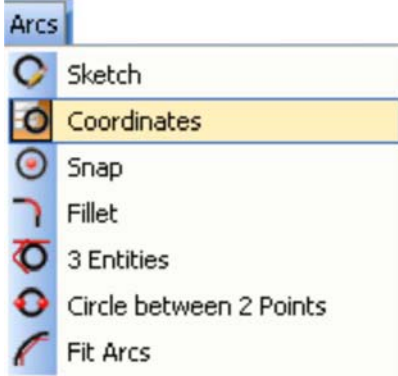 Arcs
Sketch
Coordinates
Snap
Fillet
3 Entities
Circle between 2 Points
Fit Arcs